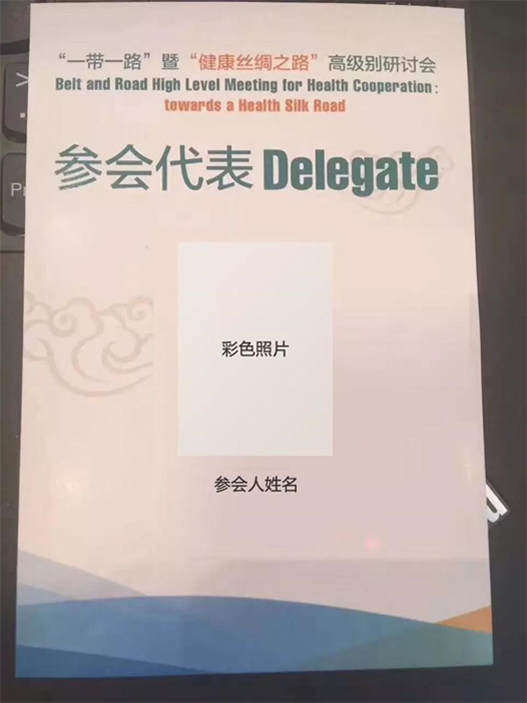 “一带一路”暨“健康丝绸之路”高级别研讨会
Belt and Road High Level Meeting for Health Cooperation:
towards a Health Silk Road
参会代表 Delegate
彩色照片
参会人姓名